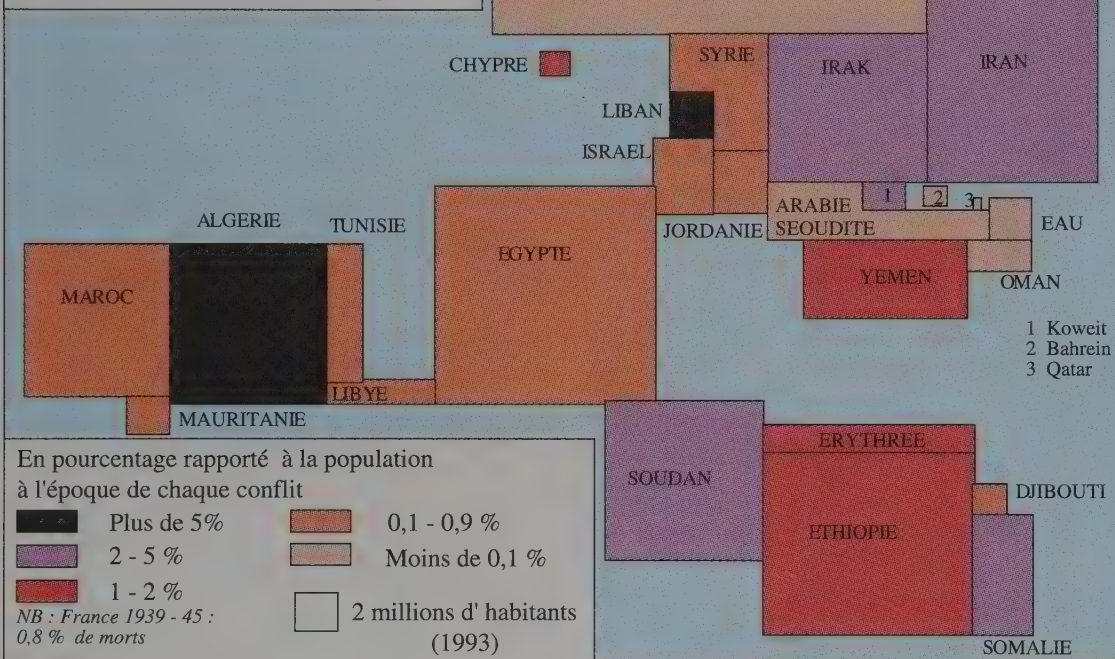 CHYPRE
SYRIE
IRAK
IRAN
LIBAN
ISRAEL
1
2
3
ARABIE
SEOUDITE
JORDANIE
EAU
ALGERIE
TUNISIE
EGYPTE
YEMEN
OMAN
MAROC
1 Koweit
2 Bahrein
3 Qatar
LIBYE
MAURITANIE
ERYTHREE
SOUDAN
DJIBOUTI
ETHIOPIE
SOMALIE
En pourcentage rapporté à la population
à l'époque de chaque conflit
Plus de 5%
0,1 - 0,9 %
2 - 5 %
Moins de 0,1 %
1 - 2 %
NB : France 1939 - 45 :
0,8 % de morts
2 millions d' habitants
(1993)